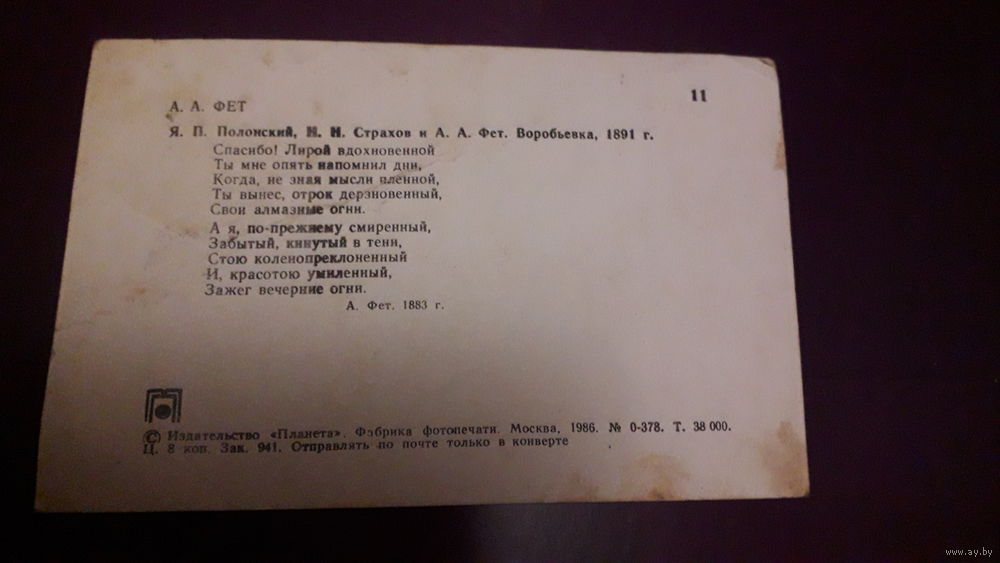 11
А. А. ФЕТ
Я. П. Полонский, Н. Н. Страхов и А. А. Фет. Воробьевка, 1891 г.
Спасибо! Лирой вдохновенной
Ты мне опять напомнил дни,
Когда, не зная мысли пленной,
Ты вынес, отрок дерзновенный,
Свои алмазные огни.
А я, по-прежнему смиренный,
Забытый, кинутый в тени,
Стою коленопреклоненный
И, красотою умиленный,
Зажег вечерние огни.
А. Фет. 1883 г.
© Издательство «Планета». Фабрика фотопечати. Москва, 1986. № 0-378. Т. 38 000.
Ц. 8 коп. Зак. 941. Отправлять по почте только в конверте
www.ay.by